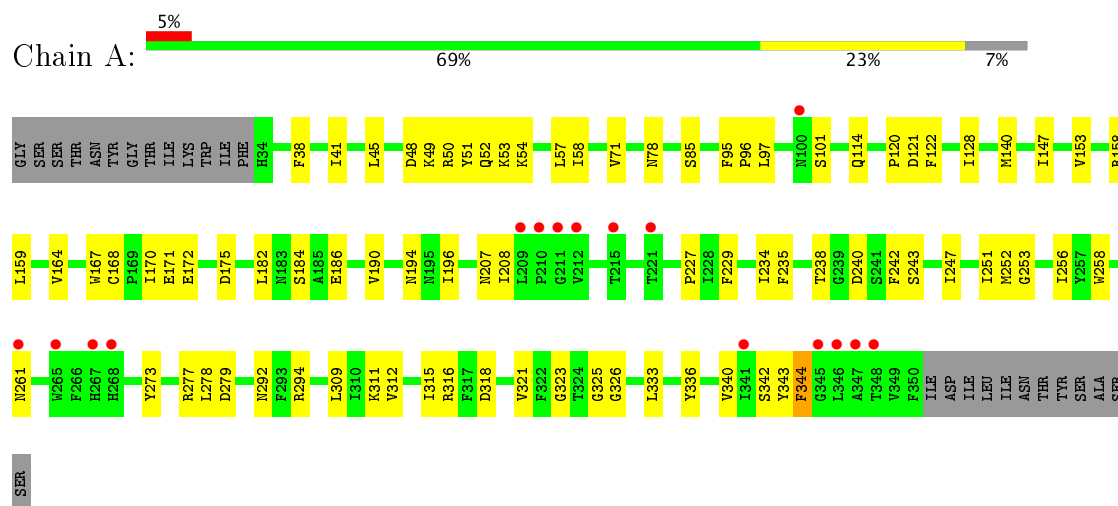 5%
Chain A:
69% 23% 7%
GLY SER SER THR ASN TYR GLY THR ILE LYS TRP ILE PHE H34 F38 I41 L45 D48 K49 R50 Y51 Q52 K53 K54 L57 I58 V71 N78 S85 F95 P96 L97 N100 S101 Q114 P120 D121 F122 I128 M140 I147 V153
L159 V164 W167 C168 P169 I170 E171 E172 D175 L182 N183 S184 A185 E186 V190 N194 N195 I196 N207 I208 L209 P210 G211 V212 T215 T221 P227 I228 F229 I234 F235 T238 G239 D240 S241 F242 S243 I247 I251 M252 G253 I256 Y257 W258
N261 W265 F266 H267 H268 Y273 R277 L278 D279 N292 F293 R294 L309 I310 K311 V312 I315 R316 F317 D318 V321 F322 G323 T324 G325 G326 L333 Y336 V340 I341 S342 Y343 F344 G345 L346 A347 T348 V349 F350 ILE ASP ILE LEU ILE ASN THR TYR SER ALA SER
SER